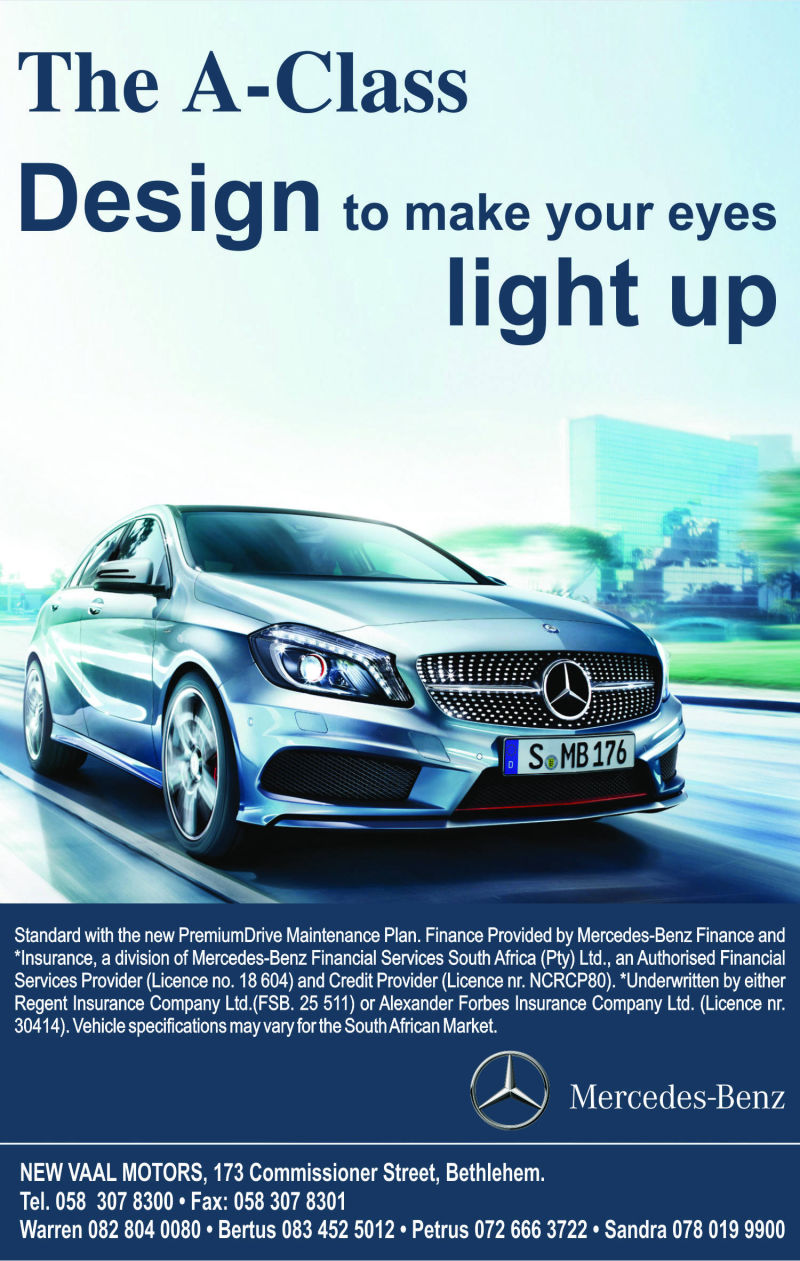 The A-Class
Design to make your eyes
light up
S MB 176
D
Standard with the new PremiumDrive Maintenance Plan. Finance Provided by Mercedes-Benz Finance and
*Insurance, a division of Mercedes-Benz Financial Services South Africa (Pty) Ltd., an Authorised Financial
Services Provider (Licence no. 18 604) and Credit Provider (Licence nr. NCRCP80). *Underwritten by either
Regent Insurance Company Ltd.(FSB. 25 511) or Alexander Forbes Insurance Company Ltd. (Licence nr.
30414). Vehicle specifications may vary for the South African Market.
Mercedes-Benz
NEW VAAL MOTORS, 173 Commissioner Street, Bethlehem.
Tel. 058 307 8300 • Fax: 058 307 8301
Warren 082 804 0080 • Bertus 083 452 5012 • Petrus 072 666 3722 • Sandra 078 019 9900